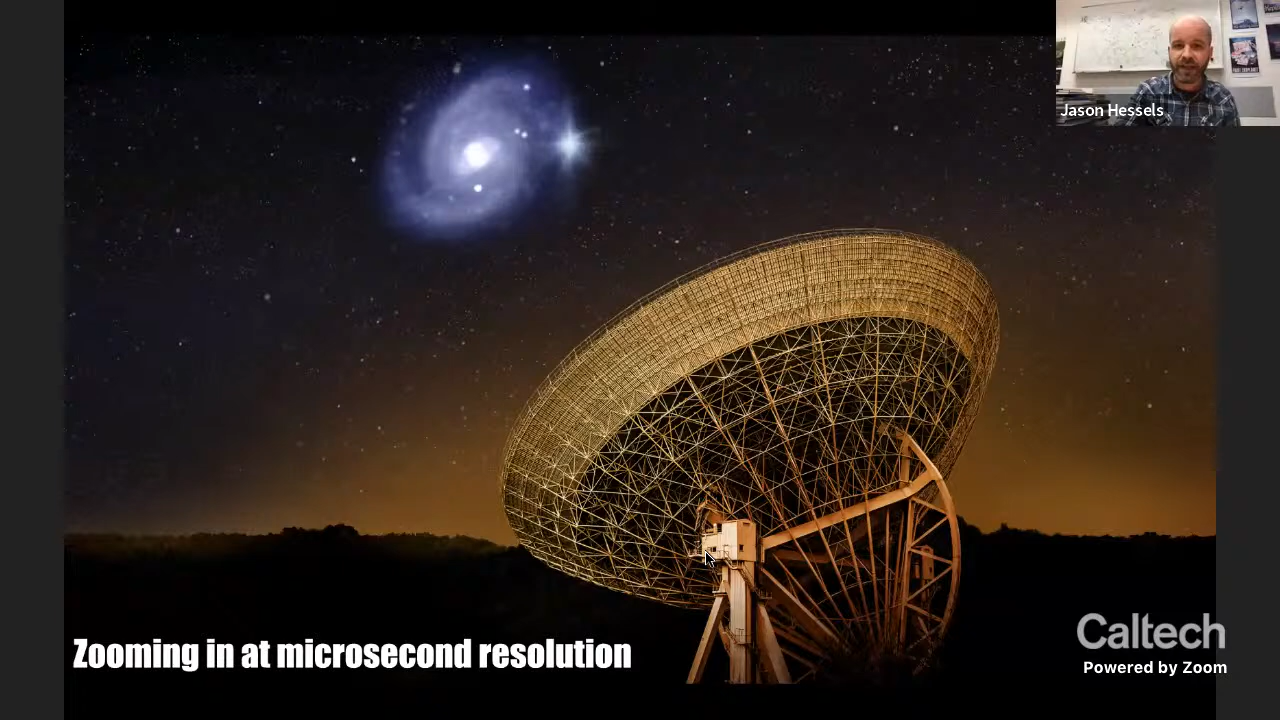 Jason Hessels
Zooming in at microsecond resolution
Caltech
Powered by Zoom